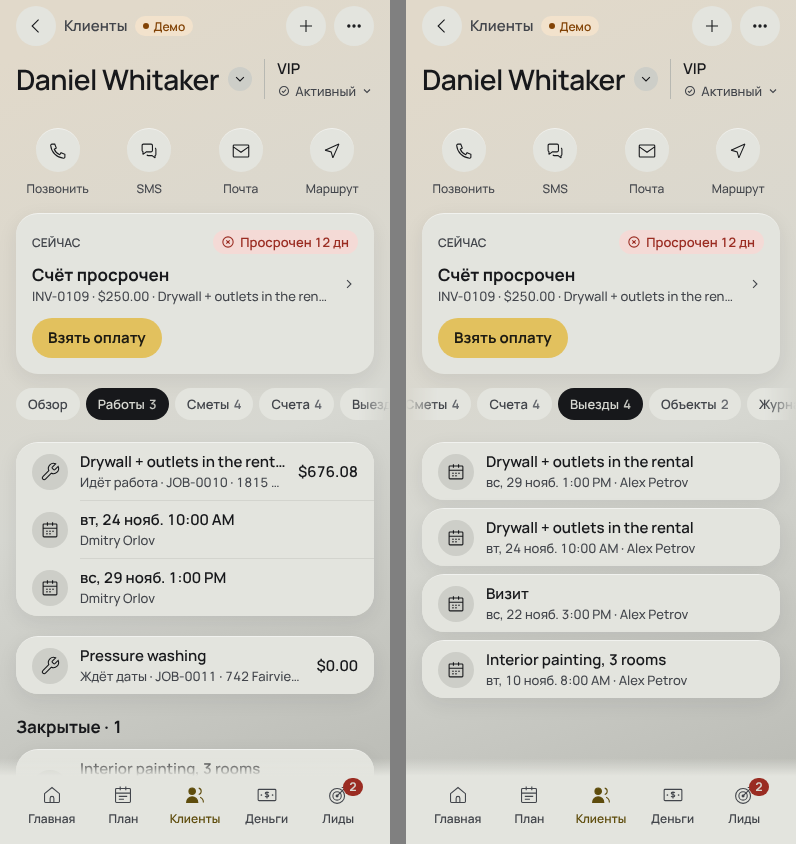 Клиенты
Демо
Daniel Whitaker
VIP
Активный
Позвонить
SMS
Почта
Маршрут
СЕЙЧАС
Просрочен 12 дн
Счёт просрочен
INV-0109 · $250.00 · Drywall + outlets in the ren…
Взять оплату
Обзор
Работы 3
Сметы 4
Счета 4
Выезд
Drywall + outlets in the rent… $676.08
Идёт работа · JOB-0010 · 1815 …
вт, 24 нояб. 10:00 AM
Dmitry Orlov
вс, 29 нояб. 1:00 PM
Dmitry Orlov
Pressure washing $0.00
Ждёт даты · JOB-0011 · 742 Fairvie…
Закрытые · 1
Interior painting, 3 rooms
2
Главная
План
Клиенты
Деньги
Лиды
Клиенты
Демо
Daniel Whitaker
VIP
Активный
Позвонить
SMS
Почта
Маршрут
СЕЙЧАС
Просрочен 12 дн
Счёт просрочен
INV-0109 · $250.00 · Drywall + outlets in the ren…
Взять оплату
Сметы 4
Счета 4
Выезды 4
Объекты 2
Журн
Drywall + outlets in the rental
вс, 29 нояб. 1:00 PM · Alex Petrov
Drywall + outlets in the rental
вт, 24 нояб. 10:00 AM · Alex Petrov
Визит
вс, 22 нояб. 3:00 PM · Alex Petrov
Interior painting, 3 rooms
вт, 10 нояб. 8:00 AM · Alex Petrov
2
Главная
План
Клиенты
Деньги
Лиды